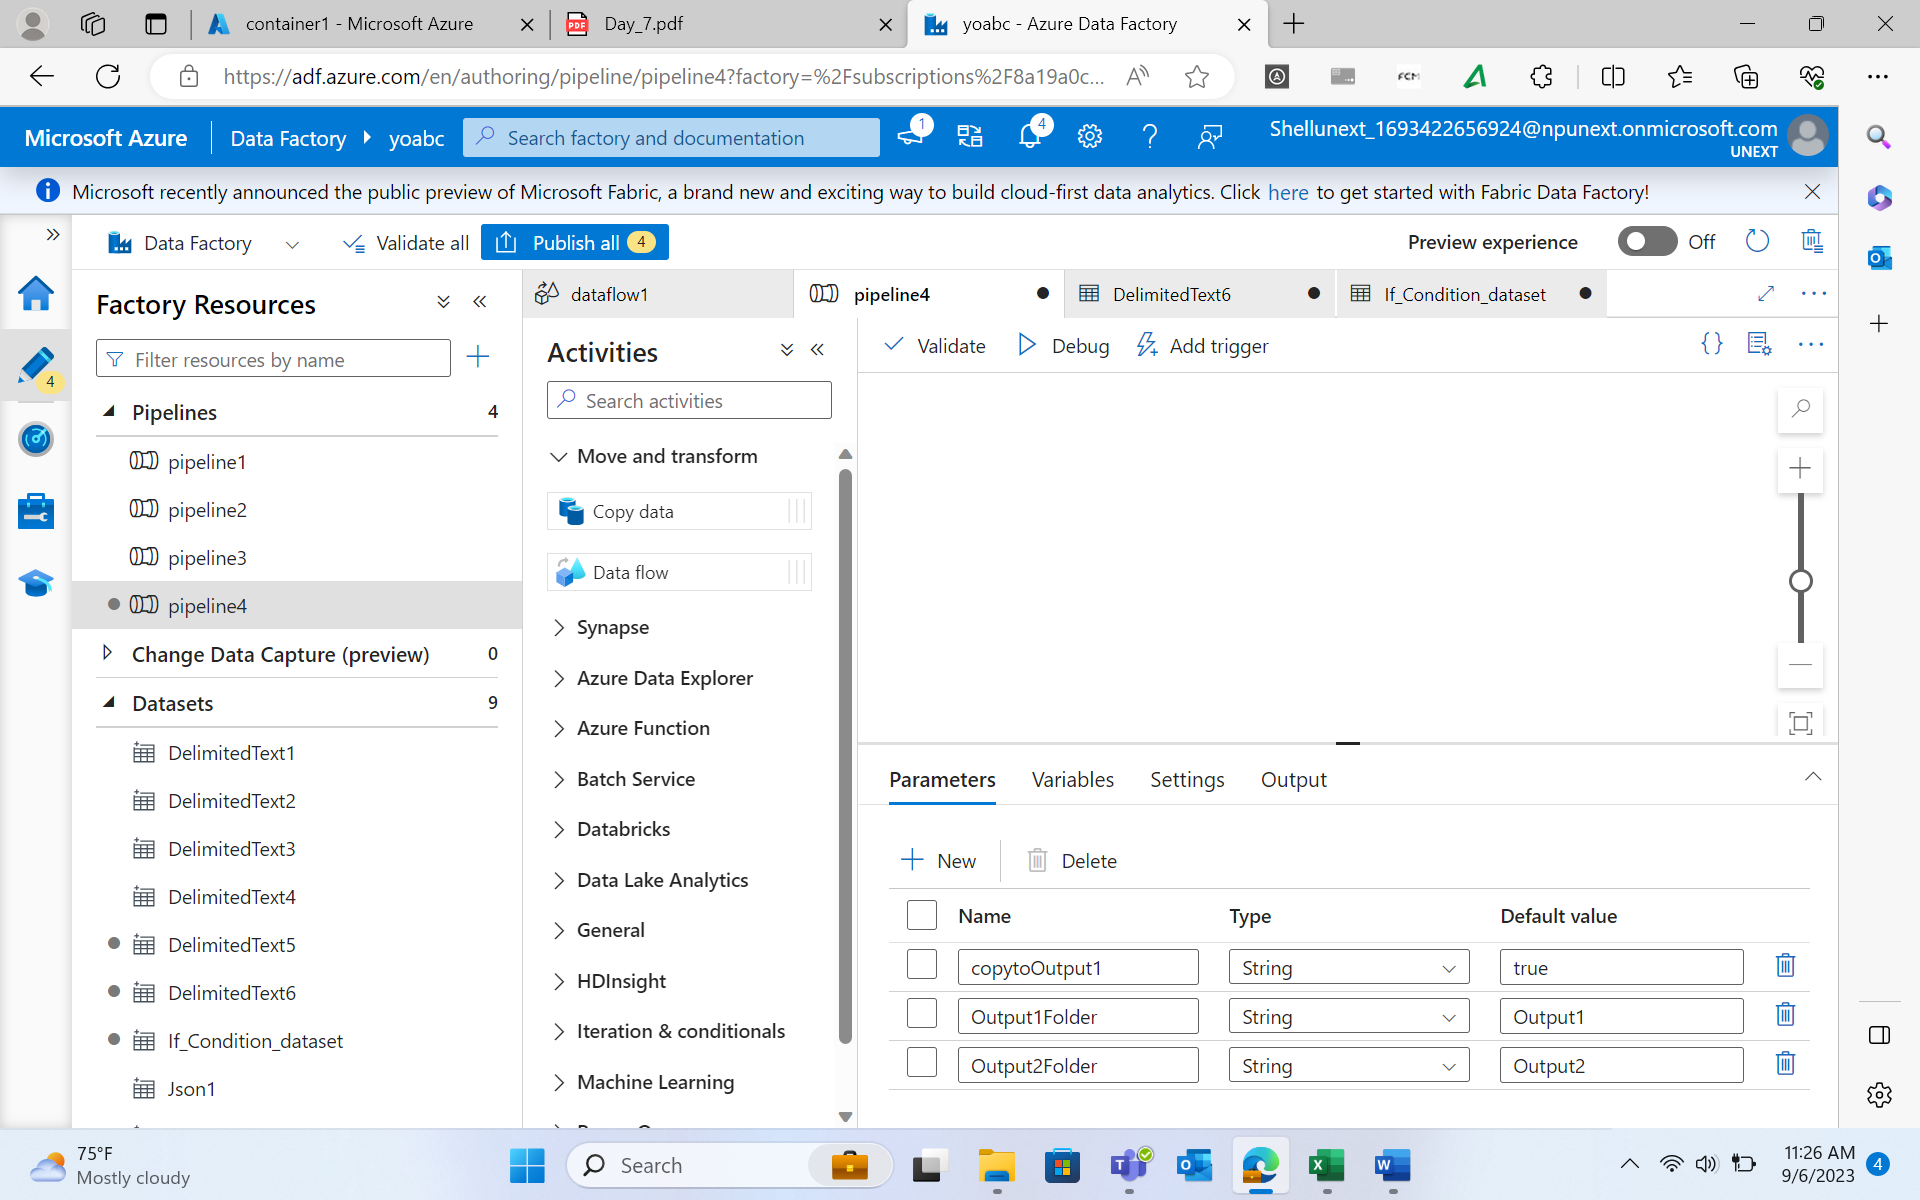 container1 - Microsoft Azure
Day_7.pdf
yoabc - Azure Data Factory
https://adf.azure.com/en/authoring/pipeline/pipeline4?factory=%2Fsubscriptions%2F8a19a0c...
Microsoft Azure
Data Factory
yoabc
Search factory and documentation
1
4
Shellunext_1693422656924@npunext.onmicrosoft.com
UNEXT
Microsoft recently announced the public preview of Microsoft Fabric, a brand new and exciting way to build cloud-first data analytics. Click here to get started with Fabric Data Factory!
Data Factory
Validate all
Publish all 4
Preview experience
Off
4
Factory Resources
Filter resources by name
Pipelines 4
pipeline1
pipeline2
pipeline3
pipeline4
Change Data Capture (preview) 0
Datasets 9
DelimitedText1
DelimitedText2
DelimitedText3
DelimitedText4
DelimitedText5
DelimitedText6
If_Condition_dataset
Json1
dataflow1
pipeline4
DelimitedText6
If_Condition_dataset
Activities
Search activities
Move and transform
Copy data
Data flow
Synapse
Azure Data Explorer
Azure Function
Batch Service
Databricks
Data Lake Analytics
General
HDInsight
Iteration & conditionals
Machine Learning
Validate
Debug
Add trigger
Parameters
Variables
Settings
Output
New
Delete
Name Type Default value
copytoOutput1 String true
Output1Folder String Output1
Output2Folder String Output2
75°F
Mostly cloudy
Search
11:26 AM
9/6/2023
4